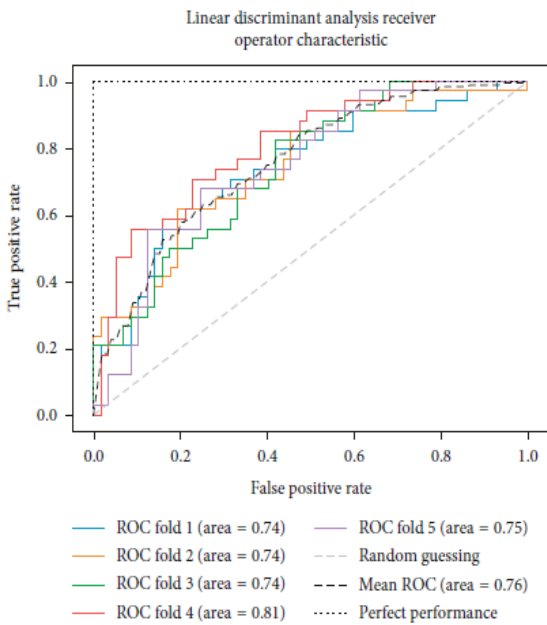 Linear discriminant analysis receiver
operator characteristic
True positive rate
1.0
0.8
0.6
0.4
0.2
0.0
0.0 0.2 0.4 0.6 0.8 1.0
False positive rate
ROC fold 1 (area = 0.74)
ROC fold 2 (area = 0.74)
ROC fold 3 (area = 0.74)
ROC fold 4 (area = 0.81)
ROC fold 5 (area = 0.75)
Random guessing
Mean ROC (area = 0.76)
Perfect performance